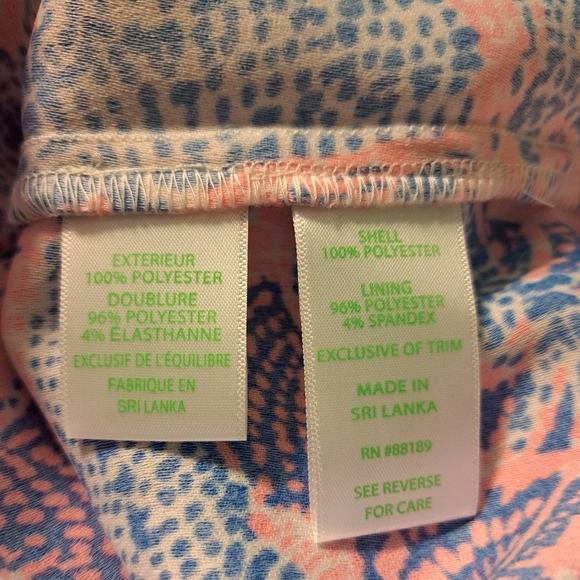 EXTERIEUR
100% POLYESTER
DOUBLURE
96% POLYESTER
4% ÉLASTHANNE
EXCLUSIF DE L'ÉQUILIBRE
FABRIQUE EN
SRI LANKA
SHELL
100% POLYESTER
LINING
96% POLYESTER
4% SPANDEX
EXCLUSIVE OF TRIM
MADE IN
SRI LANKA
RN #88189
SEE REVERSE
FOR CARE